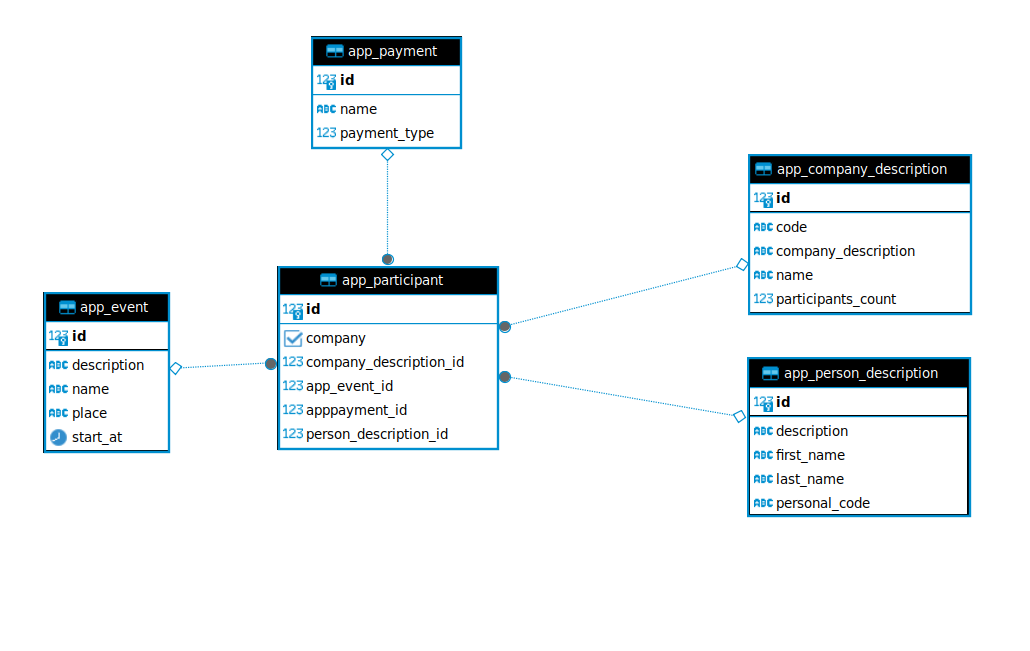 app_payment
123 id
ABC name
123 payment_type
app_company_description
123 id
ABC code
ABC company_description
ABC name
123 participants_count
app_participant
123 id
company
123 company_description_id
123 app_event_id
123 apppayment_id
123 person_description_id
app_event
123 id
ABC description
ABC name
ABC place
start_at
app_person_description
123 id
ABC description
ABC first_name
ABC last_name
ABC personal_code